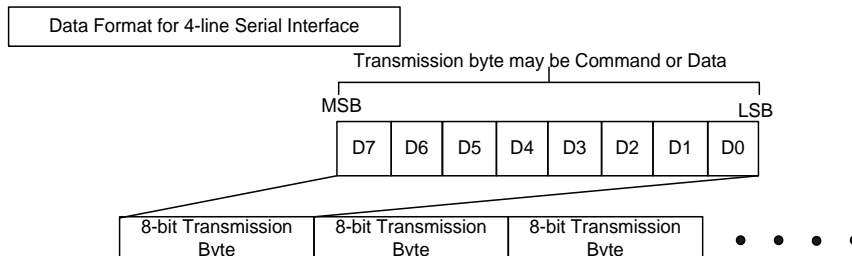 Data Format for 4-line Serial Interface
Transmission byte may be Command or Data
MSB
LSB
D7 D6 D5 D4 D3 D2 D1 D0
8-bit Transmission 8-bit Transmission 8-bit Transmission
Byte Byte Byte